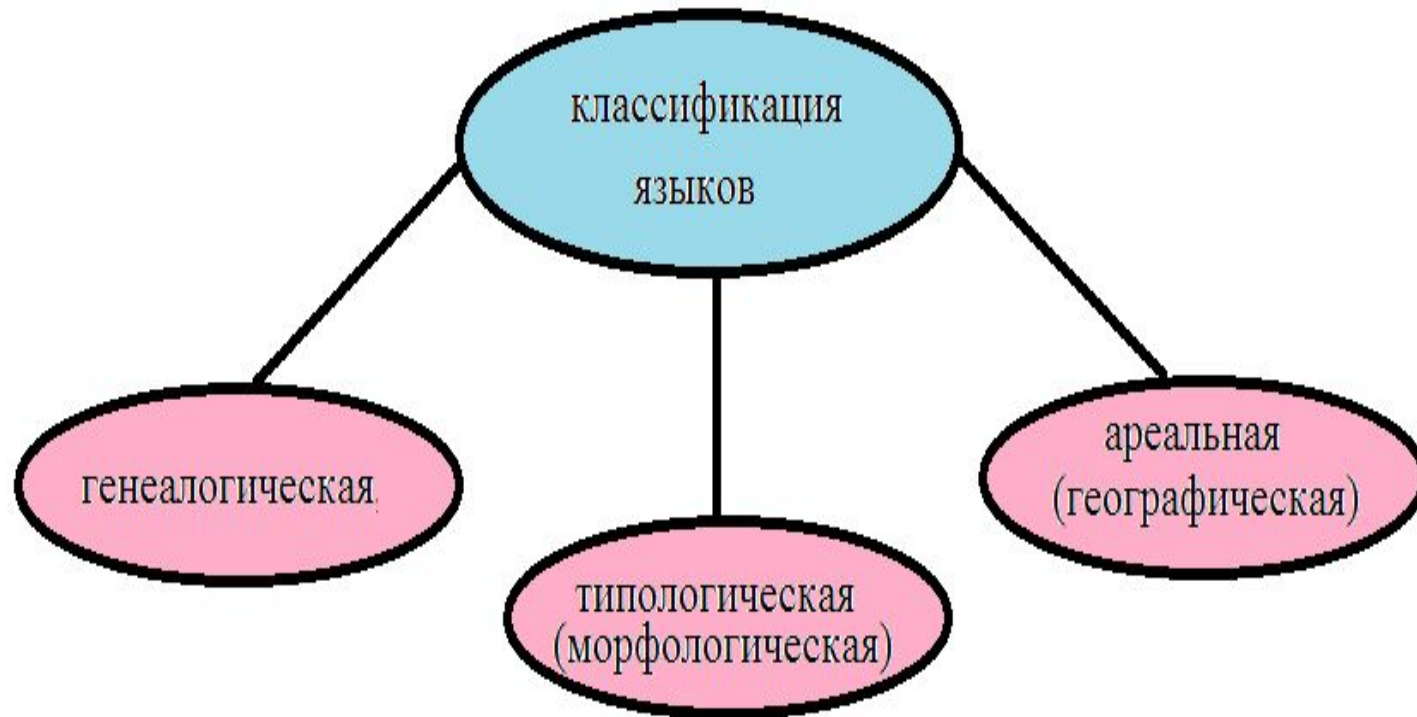 классификация
языков
генеалогическая
ареальная
(географическая)
типологическая
(морфологическая)